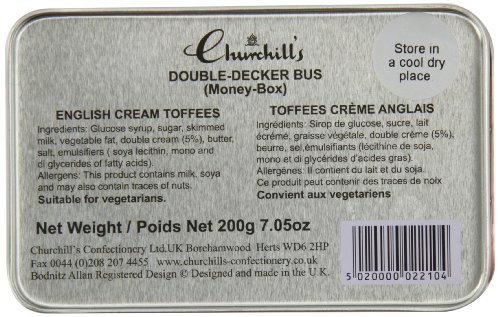 Churchill's
DOUBLE-DECKER BUS
(Money-Box)
Store in
a cool dry
place
ENGLISH CREAM TOFFEES
Ingredients: Glucose syrup, sugar, skimmed
milk, vegetable fat, double cream (5%), butter,
salt, emulsifiers ( soya lecithin, mono and
di glycerides of fatty acids).
Allergens: This product contains milk, soya
and may also contain traces of nuts.
Suitable for vegetarians.
TOFFEES CRÈME ANGLAIS
Ingrédients: Sirop de glucose, sucre, lait
écrémé, graisse végétale, double crème (5%),
beurre, sel,émulsifiants (lécithine de soja,
mono et di glycérides d'acides gras).
Allergénes: Il contient du lait et du soja.
Ce produit peut contenir des traces de noix
Convient aux vegetariens
Net Weight / Poids Net 200g 7.05oz
Churchill's Confectionery Ltd.UK Borehamwood Herts WD6 2HP
Fax 0044 (0)208 207 4455 www.churchills-confectionery.co.uk
Bodnitz Allan Registered Design © Designed and made in the U.K.
5 020000 022104